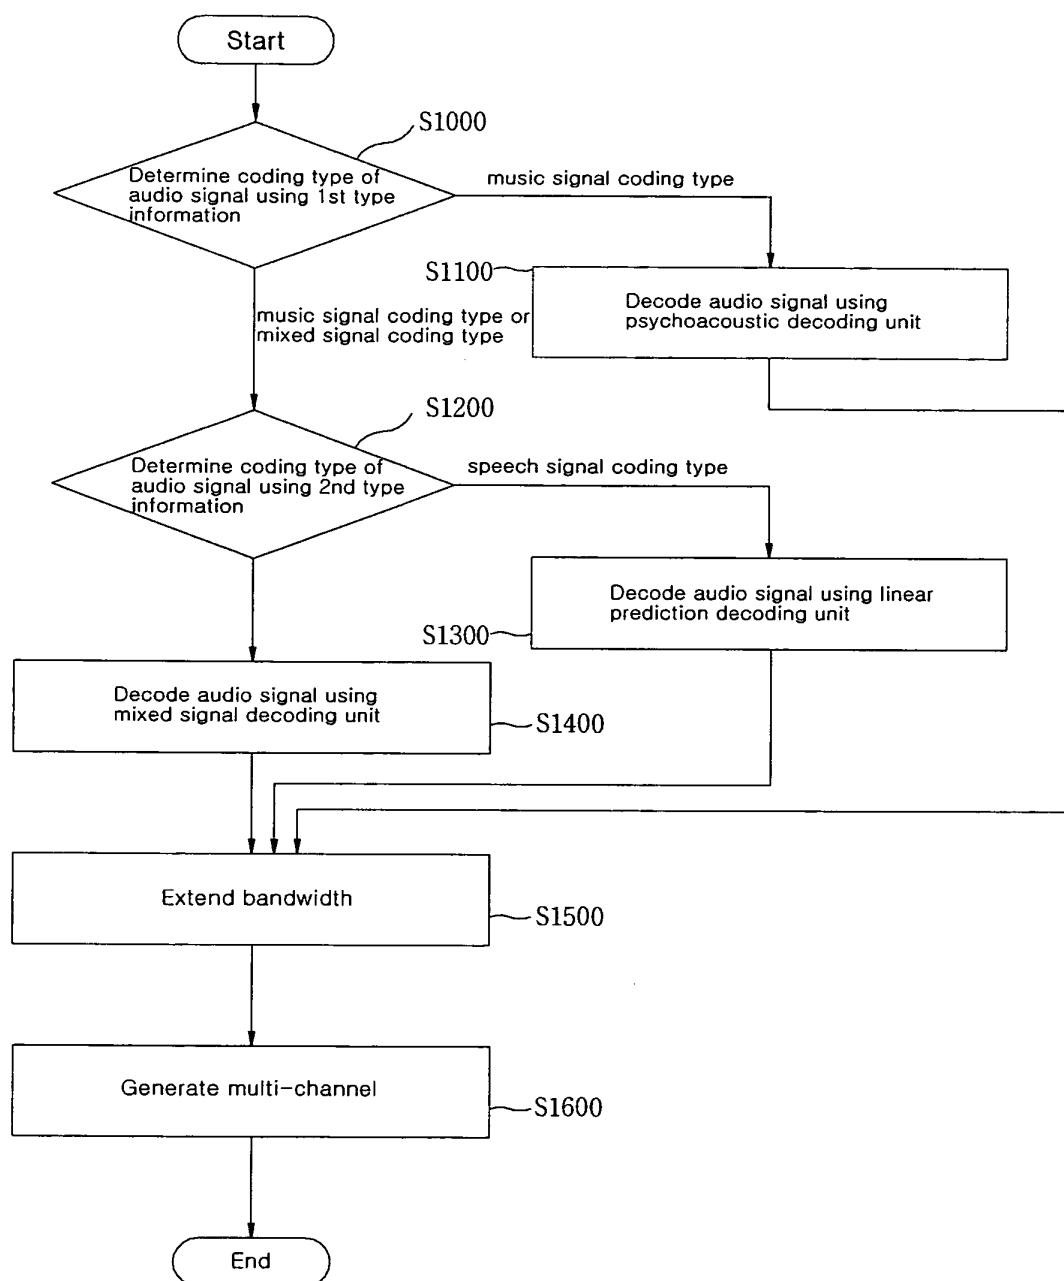 Start
S1000
Determine coding type of
audio signal using 1st type
information
music signal coding type
S1100
Decode audio signal using
psychoacoustic decoding unit
music signal coding type or
mixed signal coding type
S1200
Determine coding type of
audio signal using 2nd type
information
speech signal coding type
Decode audio signal using linear
prediction decoding unit
S1300
Decode audio signal using
mixed signal decoding unit
S1400
Extend bandwidth
S1500
Generate multi-channel
S1600
End